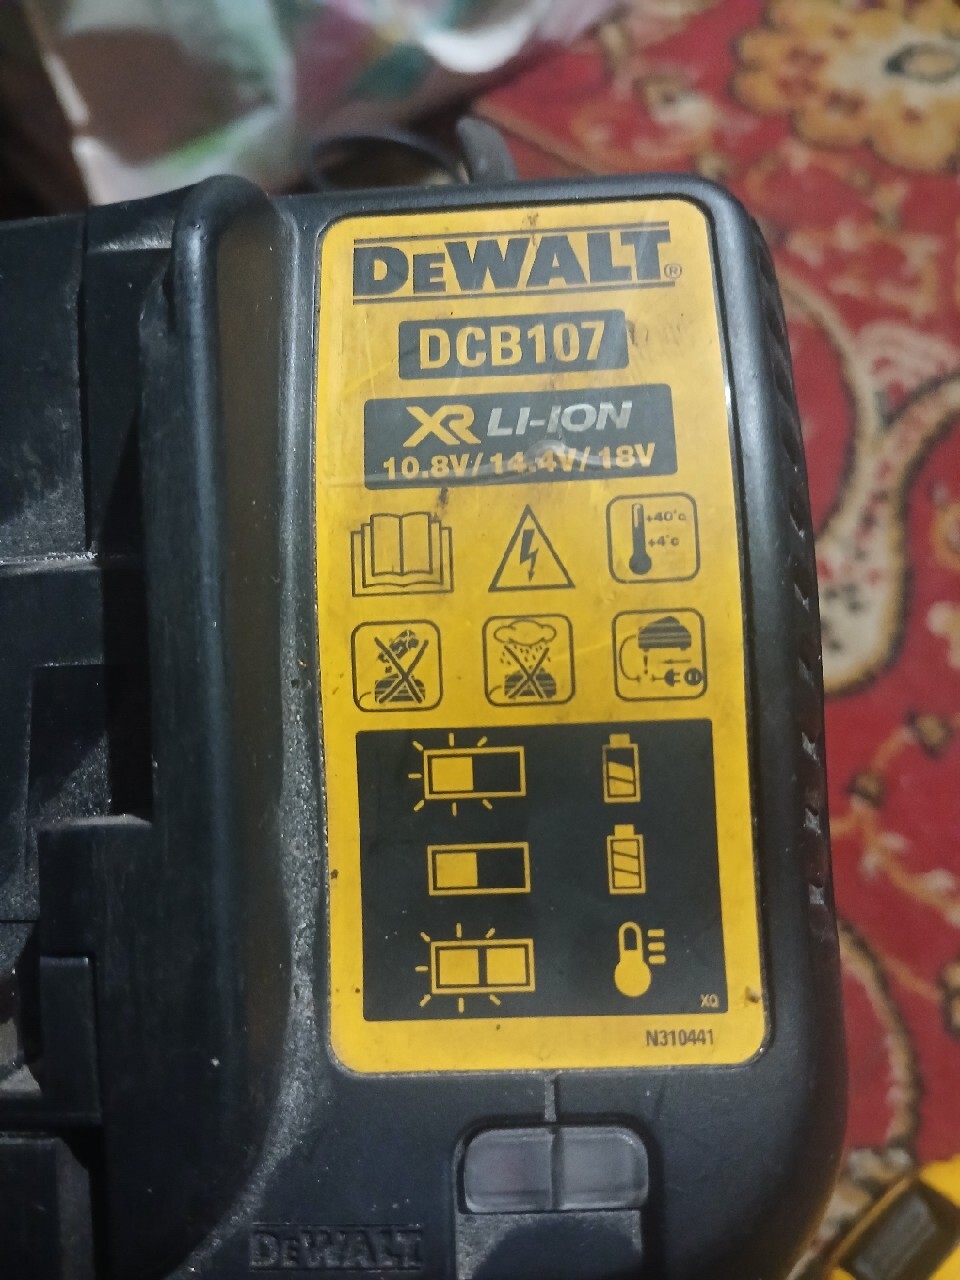 DEWALT®
DCB107
XR LI-ION
10.8V/14.4V/18V
+40°c
+4°c
XQ
N310441
DEWALT